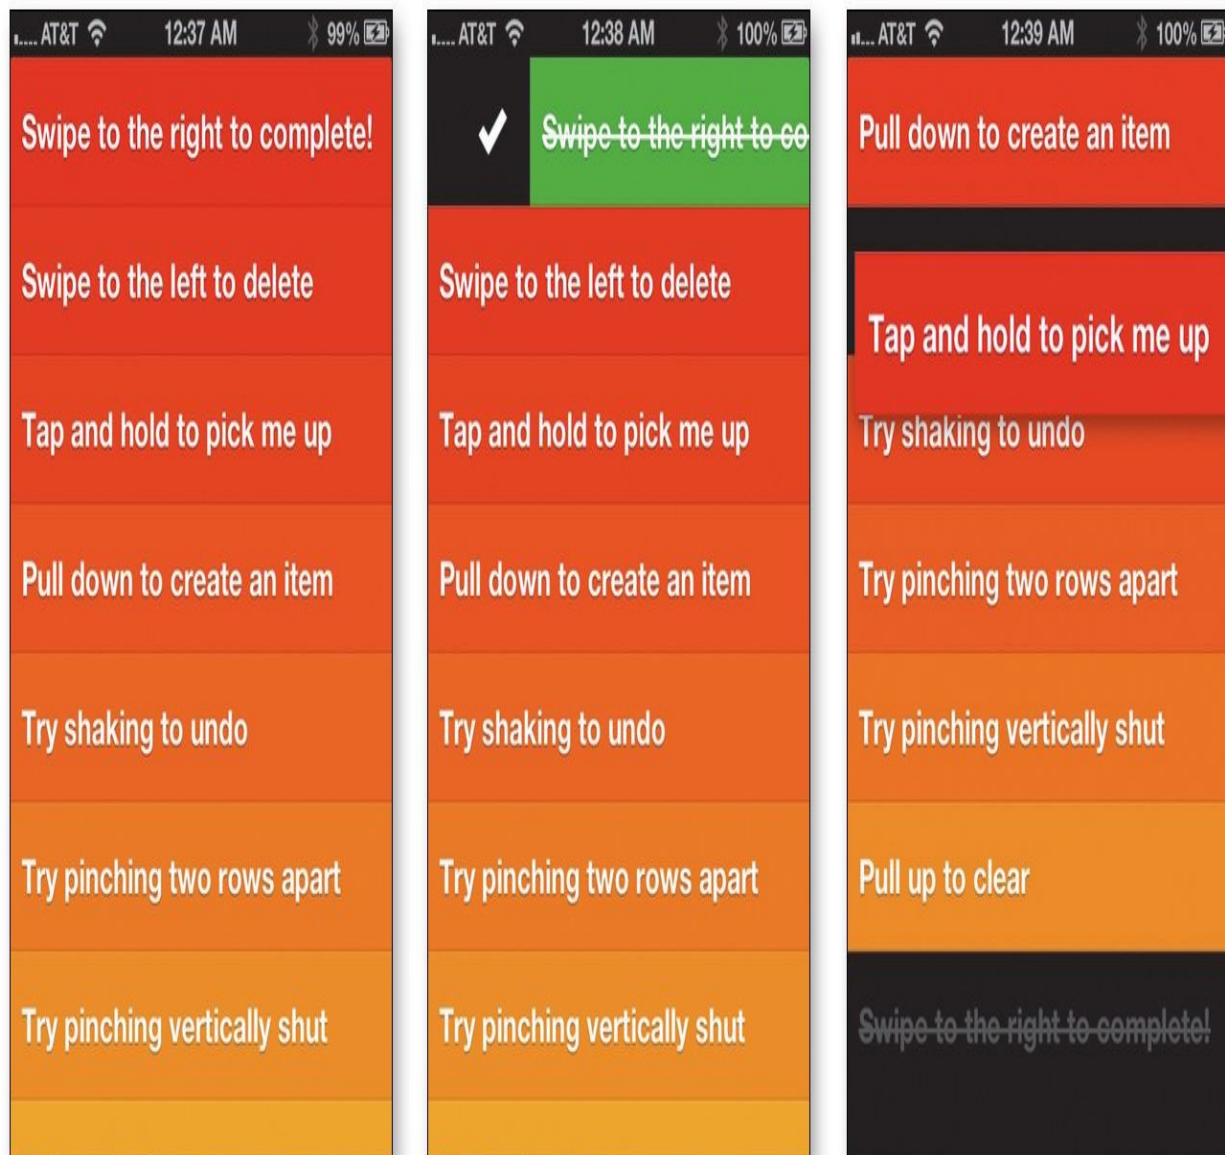 AT&T 12:37 AM 99%
Swipe to the right to complete!
Swipe to the left to delete
Tap and hold to pick me up
Pull down to create an item
Try shaking to undo
Try pinching two rows apart
Try pinching vertically shut
AT&T 12:38 AM 100%
Swipe to the right to co
Swipe to the left to delete
Tap and hold to pick me up
Pull down to create an item
Try shaking to undo
Try pinching two rows apart
Try pinching vertically shut
AT&T 12:39 AM 100%
Pull down to create an item
Tap and hold to pick me up
Try shaking to undo
Try pinching two rows apart
Try pinching vertically shut
Pull up to clear
Swipe to the right to complete!